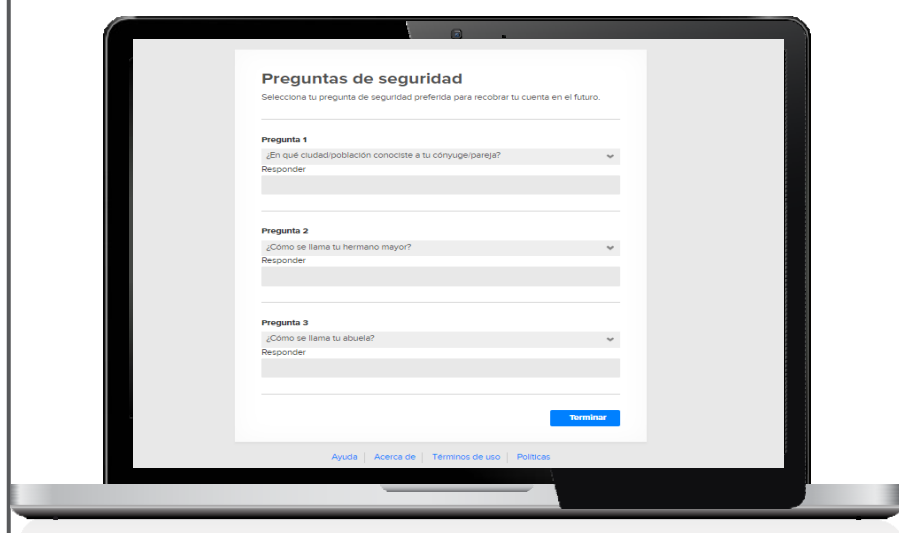 Preguntas de seguridad
Selecciona tu pregunta de seguridad preferida para recobrar tu cuenta en el futuro.
Pregunta 1
¿En qué ciudad/población conociste a tu cónyuge/pareja?
Responder
Pregunta 2
¿Cómo se llama tu hermano mayor?
Responder
Pregunta 3
¿Cómo se llama tu abuela?
Responder
Terminar
Ayuda | Acerca de | Términos de uso | Políticas